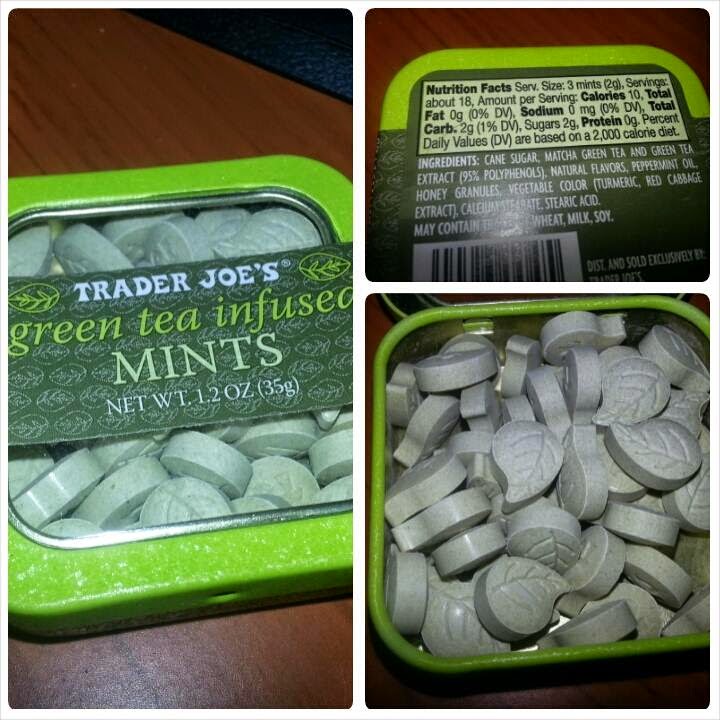 TRADER JOE'S®
green tea infused
MINTS
NET WT. 1.2 OZ (35g)
Nutrition Facts Serv. Size: 3 mints (2g), Servings:
about 18, Amount per Serving: Calories 10, Total
Fat 0g (0% DV), Sodium 0 mg (0% DV), Total
Carb. 2g (1% DV), Sugars 2g, Protein 0g. Percent
Daily Values (DV) are based on a 2,000 calorie diet.
INGREDIENTS: CANE SUGAR, MATCHA GREEN TEA AND GREEN TEA
EXTRACT (95% POLYPHENOLS), NATURAL FLAVORS, PEPPERMINT OIL,
HONEY GRANULES, VEGETABLE COLOR (TURMERIC, RED CABBAGE
EXTRACT), CALCIUM STEARATE, STEARIC ACID.
MAY CONTAIN WHEAT, MILK, SOY.
DIST. AND SOLD EXCLUSIVELY BY:
TRADER JOE'S